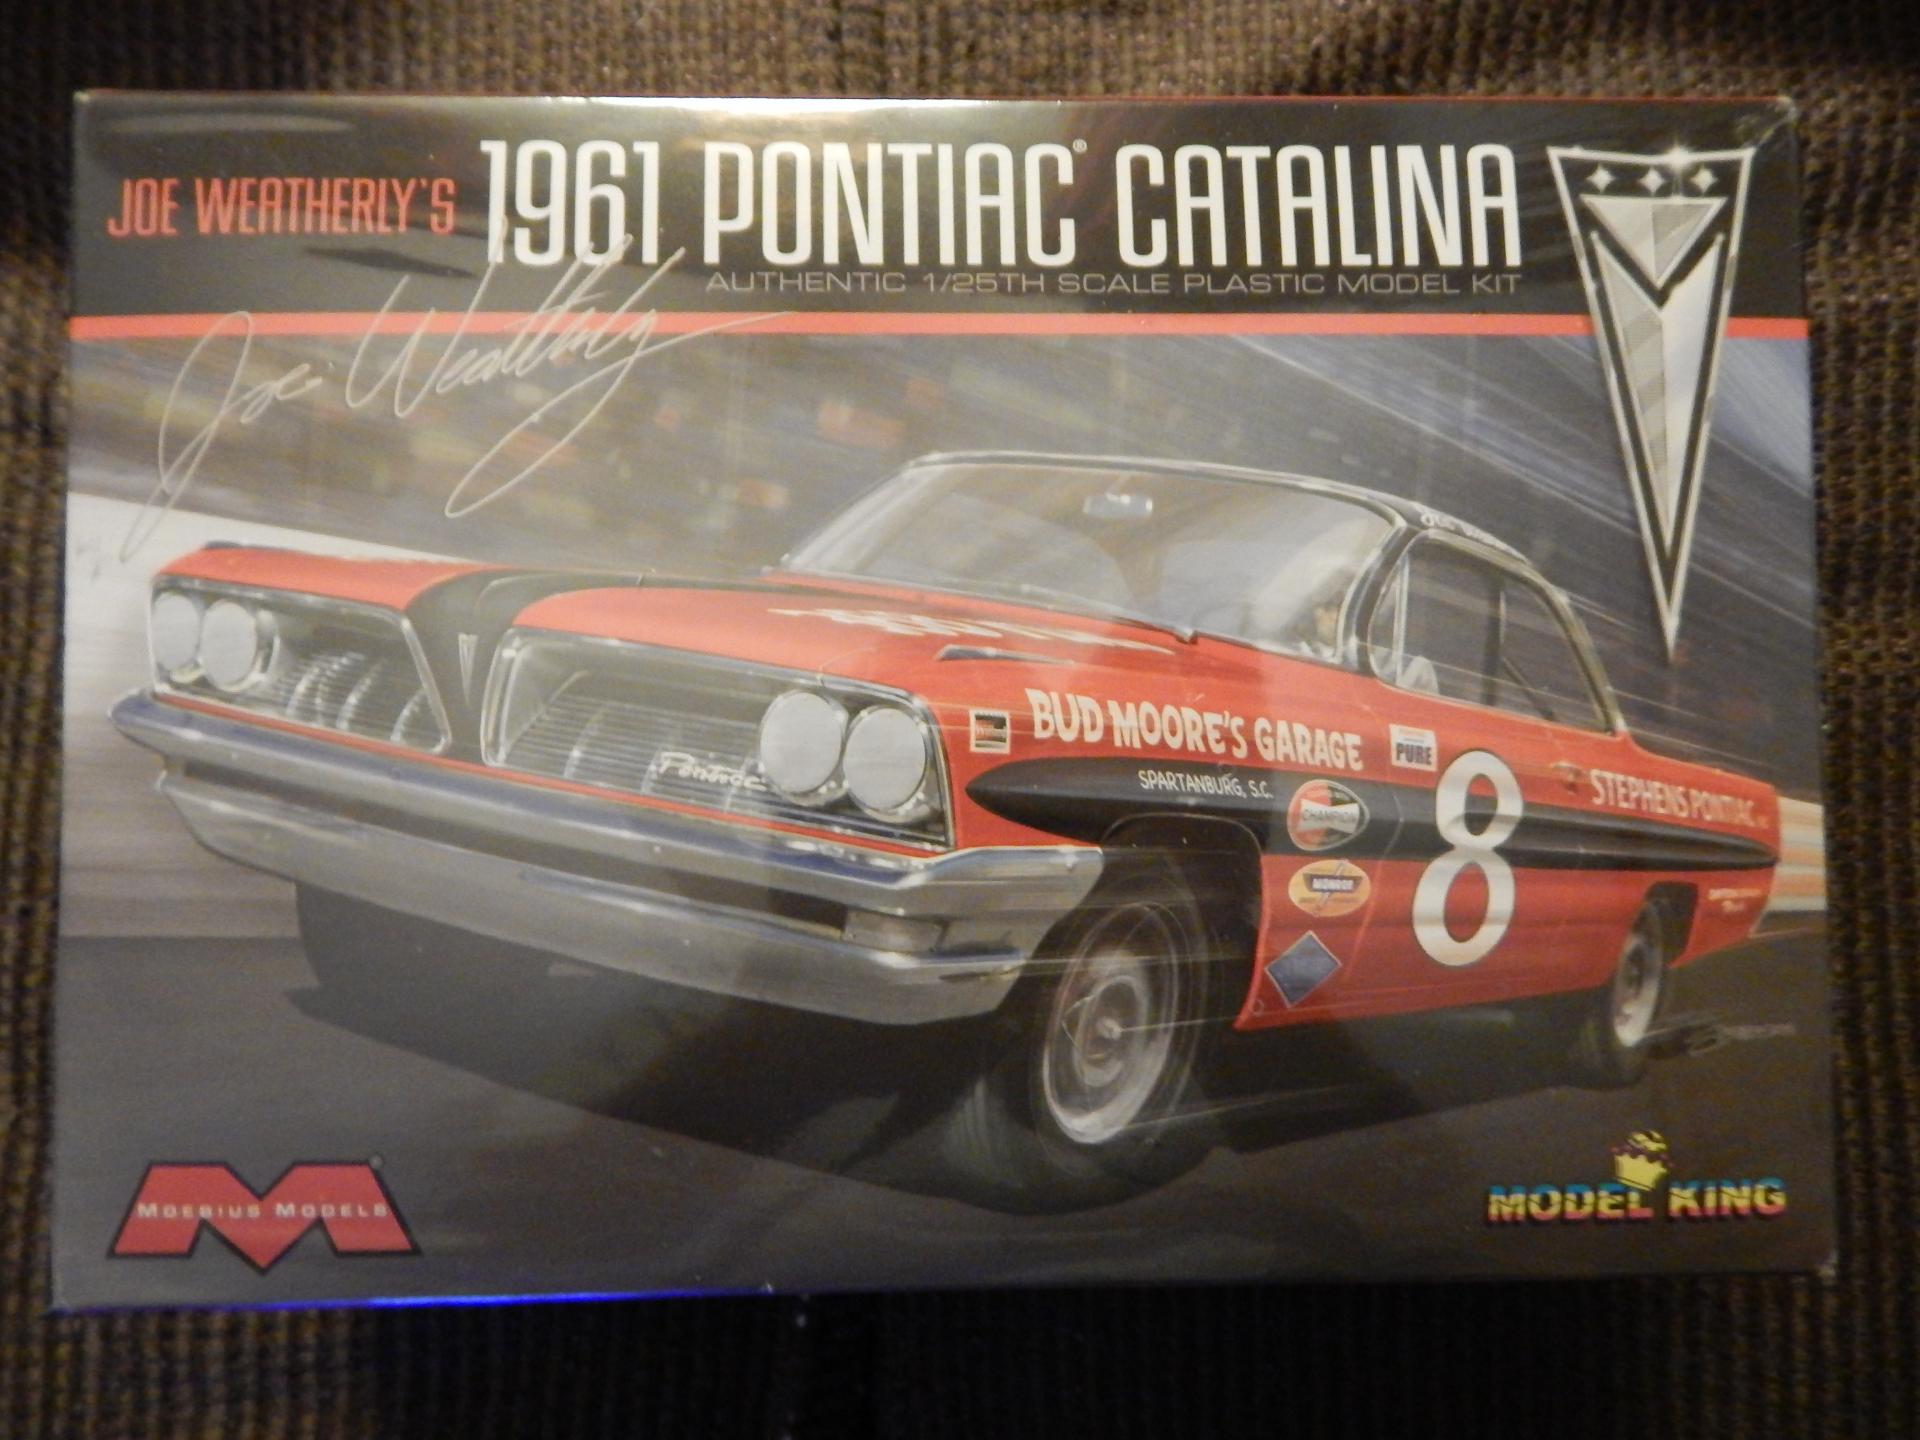 JOE WEATHERLY'S 1961 PONTIAC® CATALINA
AUTHENTIC 1/25TH SCALE PLASTIC MODEL KIT
Joe Weatherly
Pontiac
BUD MOORE'S GARAGE
SPARTANBURG, S.C.
PURE
CHAMPION
MONROE
8
STEPHENS PONTIAC
MOEBIUS MODELS®
MODEL KING